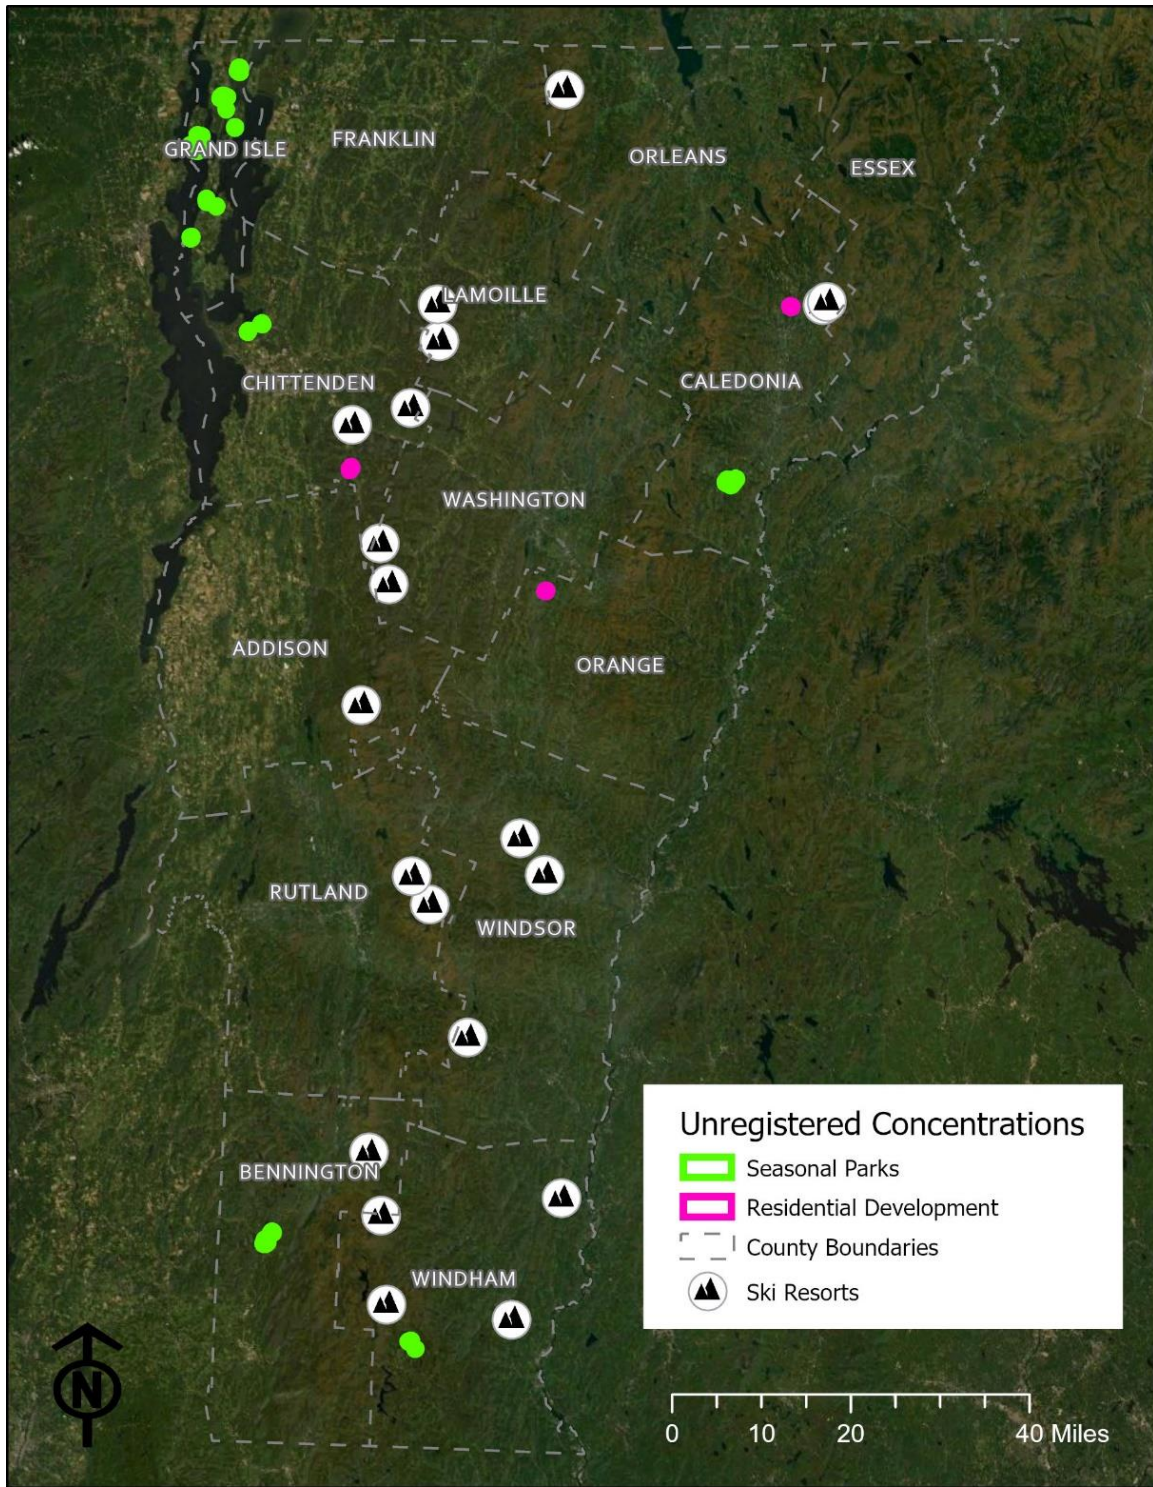 FRANKLIN
GRAND ISLE
ORLEANS
ESSEX
LAMOILLE
CHITTENDEN
CALEDONIA
WASHINGTON
ADDISON
ORANGE
RUTLAND
WINDSOR
BENNINGTON
WINDHAM
Unregistered Concentrations
Seasonal Parks
Residential Development
County Boundaries
Ski Resorts
N
0 10 20 40 Miles